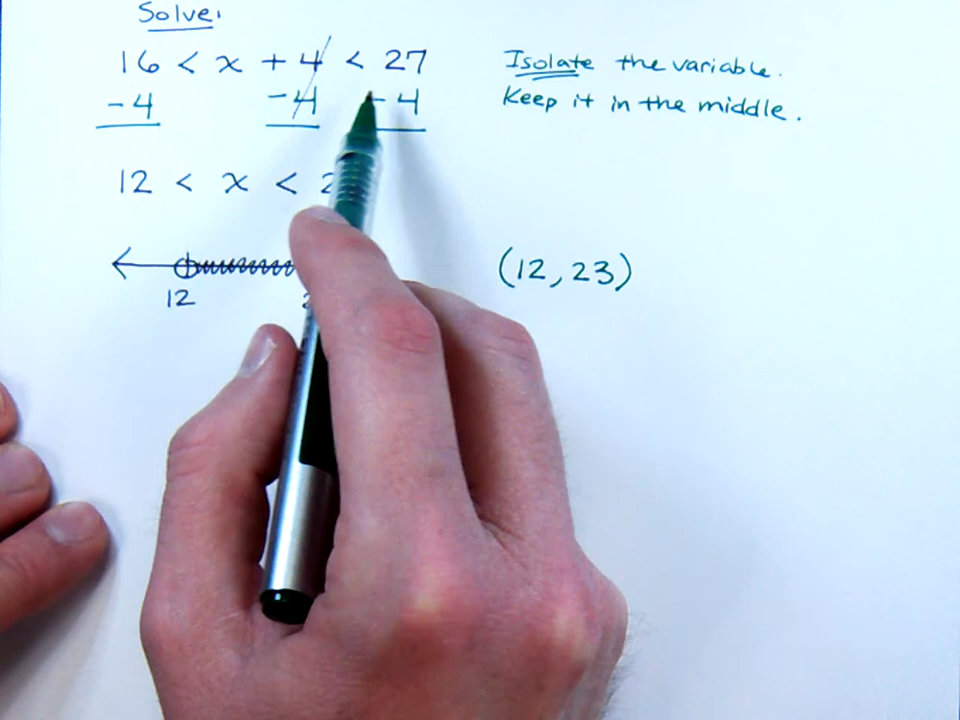 Solve:
16 < x + 4 < 27
-4 -4 -4
Isolate the variable.
Keep it in the middle.
12 < x < 2
12
(12, 23)